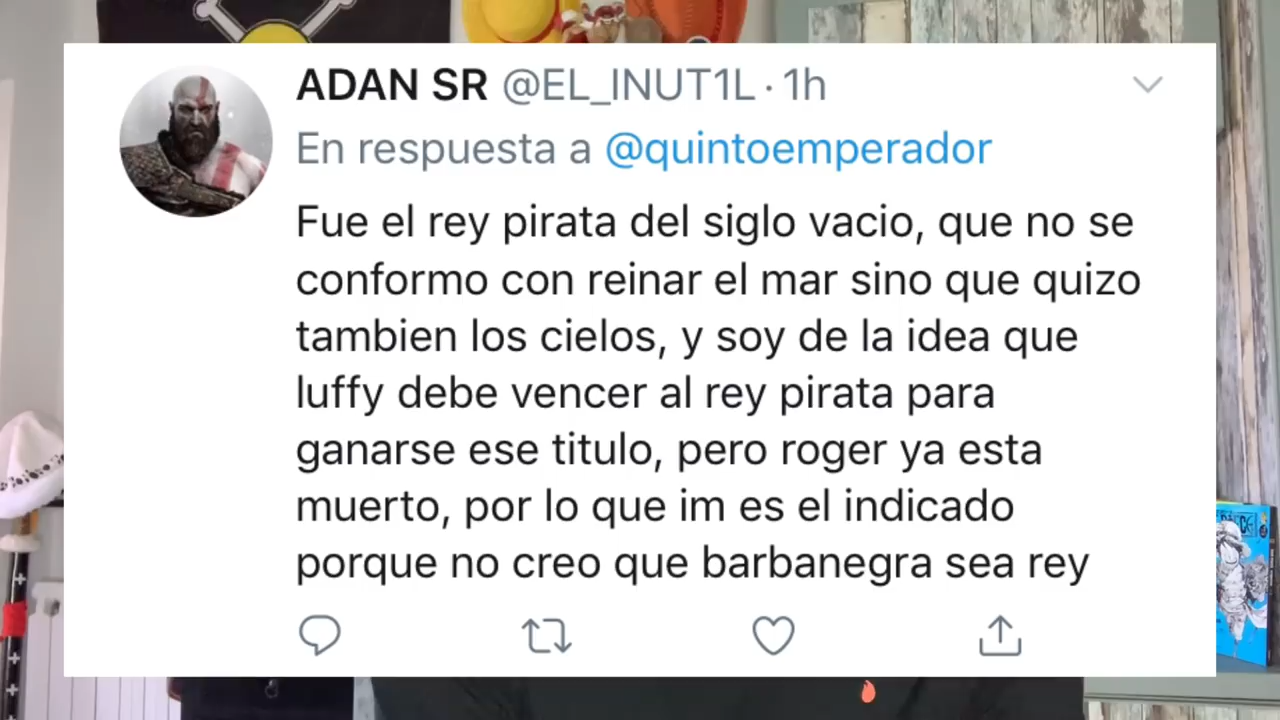 ADAN SR @EL_INUT1L · 1h
En respuesta a @quintoemperador
Fue el rey pirata del siglo vacio, que no se
conformo con reinar el mar sino que quizo
tambien los cielos, y soy de la idea que
luffy debe vencer al rey pirata para
ganarse ese titulo, pero roger ya esta
muerto, por lo que im es el indicado
porque no creo que barbanegra sea rey